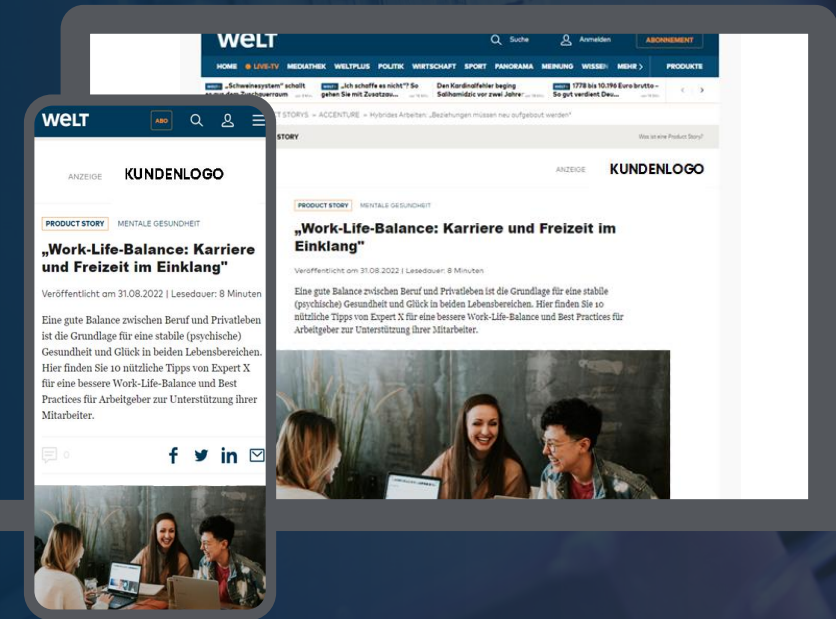 WELT
Suche
Anmelden
ABONNEMENT
HOME LIVE-TV MEDIATHEK WELTPLUS POLITIK WIRTSCHAFT SPORT PANORAMA MEINUNG WISSEN MEHR > PRODUKTE
„Schweinesystem“ schallt
„Ich schaffe es nicht“? So
gehen Sie mit Zusatzau...
Den Kardinalfehler beging
Salihamidzic vor zwei Jahren
1778 bis 10.196 Euro brutto –
So gut verdient Deu...
T STORYS » ACCENTURE » Hybrides Arbeiten: „Beziehungen müssen neu aufgebaut werden“
STORY
Was ist eine Product Story?
ANZEIGE KUNDENLOGO
PRODUCT STORY MENTALE GESUNDHEIT
„Work-Life-Balance: Karriere und Freizeit im
Einklang"
Veröffentlicht am 31.08.2022 | Lesedauer: 8 Minuten
Eine gute Balance zwischen Beruf und Privatleben ist die Grundlage für eine stabile
(psychische) Gesundheit und Glück in beiden Lebensbereichen. Hier finden Sie 10
nützliche Tipps von Expert X für eine bessere Work-Life-Balance und Best Practices für
Arbeitgeber zur Unterstützung ihrer Mitarbeiter.
WELT
ABO
ANZEIGE KUNDENLOGO
PRODUCT STORY MENTALE GESUNDHEIT
„Work-Life-Balance: Karriere
und Freizeit im Einklang"
Veröffentlicht am 31.08.2022 | Lesedauer: 8 Minuten
Eine gute Balance zwischen Beruf und Privatleben
ist die Grundlage für eine stabile (psychische)
Gesundheit und Glück in beiden Lebensbereichen.
Hier finden Sie 10 nützliche Tipps von Expert X
für eine bessere Work-Life-Balance und Best
Practices für Arbeitgeber zur Unterstützung ihrer
Mitarbeiter.
0